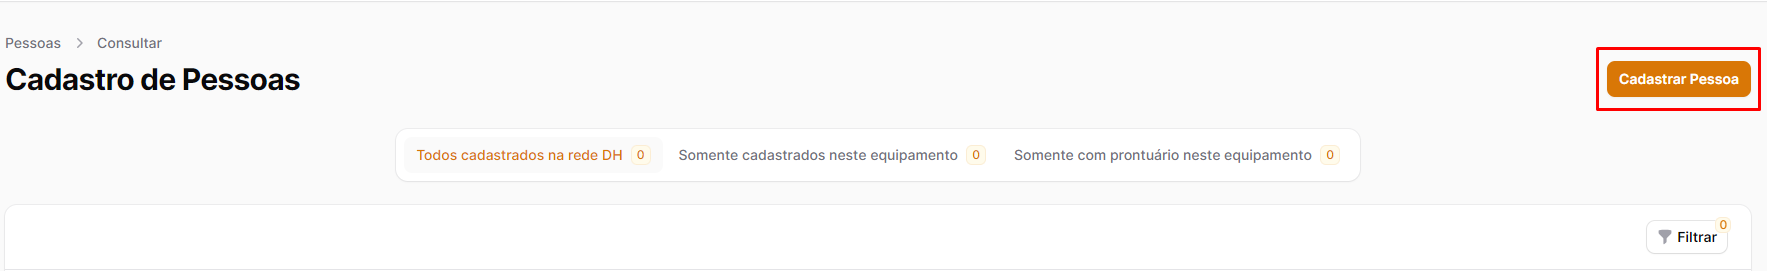 Pessoas > Consultar
Cadastro de Pessoas
Cadastrar Pessoa
Todos cadastrados na rede DH 0 Somente cadastrados neste equipamento 0 Somente com prontuário neste equipamento 0
0
Filtrar